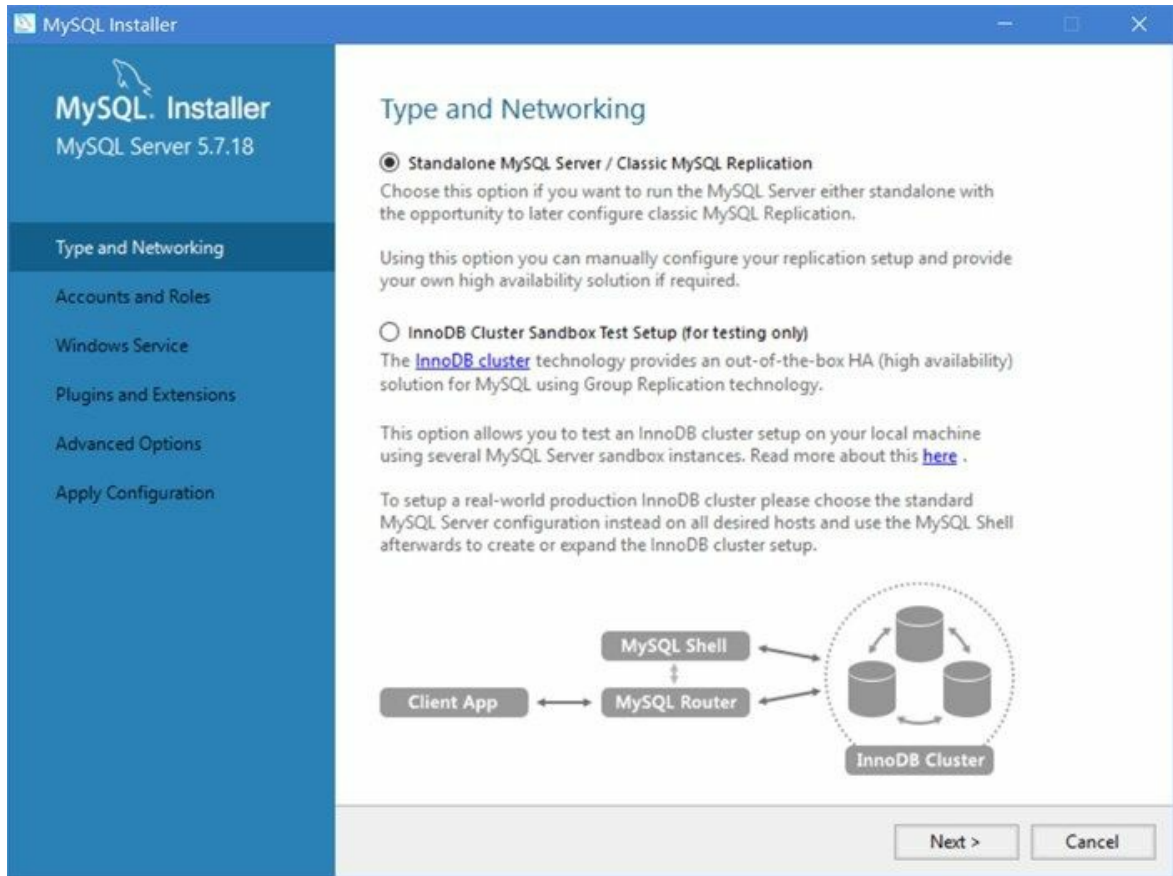 MySQL Installer
MySQL. Installer
MySQL Server 5.7.18
Type and Networking
Accounts and Roles
Windows Service
Plugins and Extensions
Advanced Options
Apply Configuration
Type and Networking
Standalone MySQL Server / Classic MySQL Replication
Choose this option if you want to run the MySQL Server either standalone with
the opportunity to later configure classic MySQL Replication.
Using this option you can manually configure your replication setup and provide
your own high availability solution if required.
InnoDB Cluster Sandbox Test Setup (for testing only)
The InnoDB cluster technology provides an out-of-the-box HA (high availability)
solution for MySQL using Group Replication technology.
This option allows you to test an InnoDB cluster setup on your local machine
using several MySQL Server sandbox instances. Read more about this here .
To setup a real-world production InnoDB cluster please choose the standard
MySQL Server configuration instead on all desired hosts and use the MySQL Shell
afterwards to create or expand the InnoDB cluster setup.
MySQL Shell
Client App
MySQL Router
InnoDB Cluster
Next >
Cancel